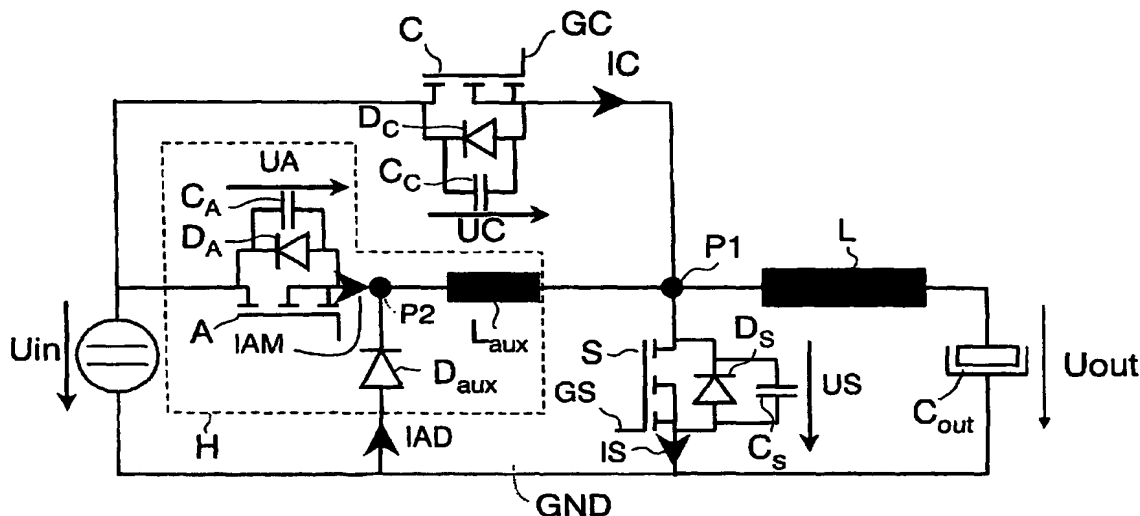 C
GC
IC
D_C
C_C
UC
UA
C_A
D_A
A
IAM
P2
L_aux
D_aux
IAD
H
P1
L
Uin
S
GS
IS
D_S
C_s
US
C_out
Uout
GND